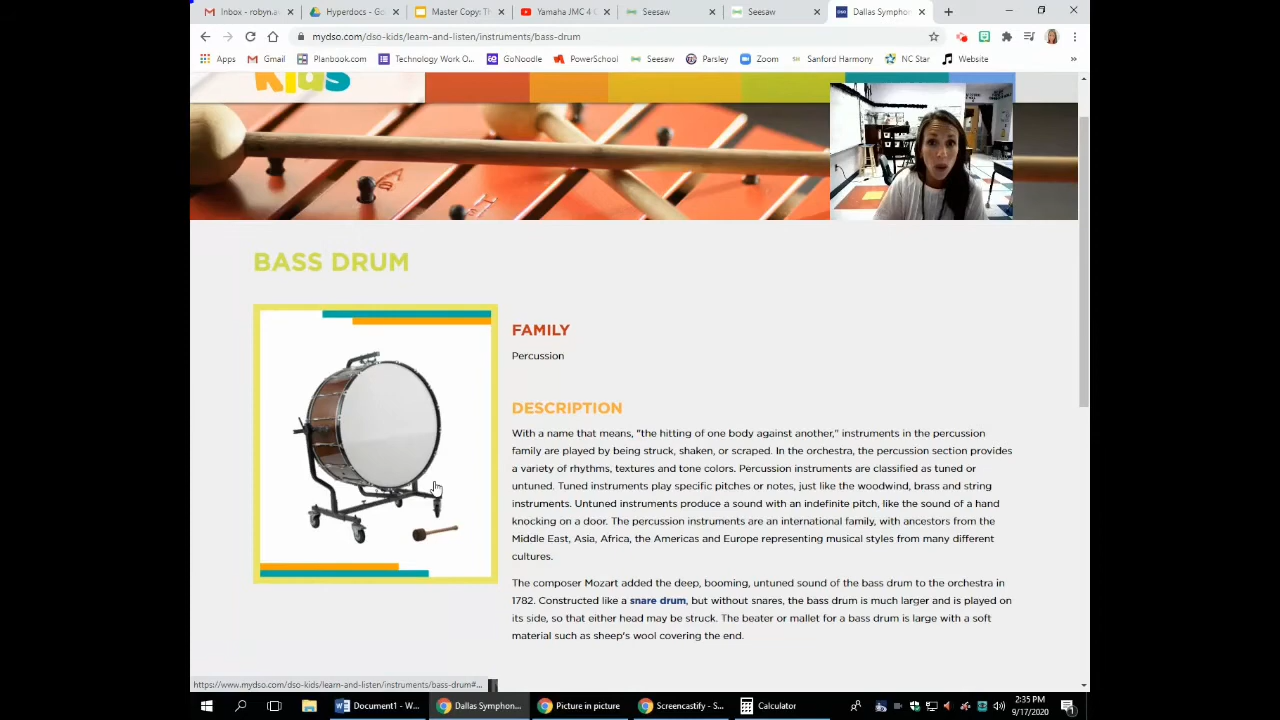 Inbox - robyn.a
Hyperdocs - Go
Master Copy: Th
Yamaha JMC 4 C
Seesaw
Seesaw
Dallas Symphon
mydso.com/dso-kids/learn-and-listen/instruments/bass-drum
Apps
Gmail
Planbook.com
Technology Work O...
GoNoodle
PowerSchool
Seesaw
Parsley
Zoom
Sanford Harmony
NC Star
Website
kids
BASS DRUM
FAMILY
Percussion
DESCRIPTION
With a name that means, "the hitting of one body against another," instruments in the percussion
family are played by being struck, shaken, or scraped. In the orchestra, the percussion section provides
a variety of rhythms, textures and tone colors. Percussion instruments are classified as tuned or
untuned. Tuned instruments play specific pitches or notes, just like the woodwind, brass and string
instruments. Untuned instruments produce a sound with an indefinite pitch, like the sound of a hand
knocking on a door. The percussion instruments are an international family, with ancestors from the
Middle East, Asia, Africa, the Americas and Europe representing musical styles from many different
cultures.
The composer Mozart added the deep, booming, untuned sound of the bass drum to the orchestra in
1782. Constructed like a snare drum, but without snares, the bass drum is much larger and is played on
its side, so that either head may be struck. The beater or mallet for a bass drum is large with a soft
material such as sheep's wool covering the end.
https://www.mydso.com/dso-kids/learn-and-listen/instruments/bass-drum#...
Document1 - W...
Dallas Symphon...
Picture in picture
Screencastify - S...
Calculator
2:35 PM
9/17/2020